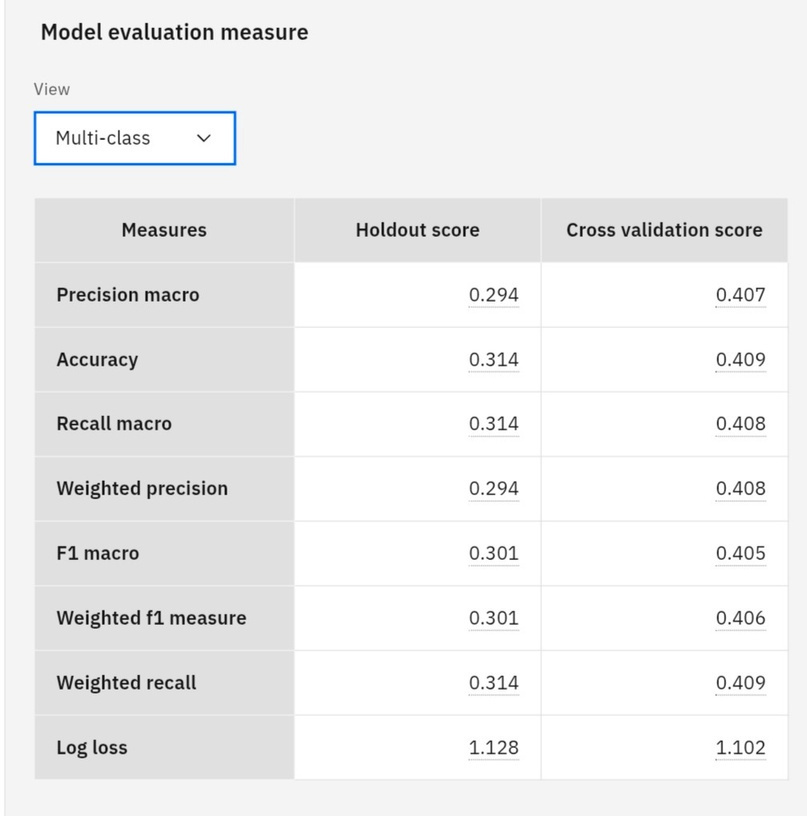 Model evaluation measure
View
Multi-class
Measures Holdout score Cross validation score
Precision macro 0.294 0.407
Accuracy 0.314 0.409
Recall macro 0.314 0.408
Weighted precision 0.294 0.408
F1 macro 0.301 0.405
Weighted f1 measure 0.301 0.406
Weighted recall 0.314 0.409
Log loss 1.128 1.102